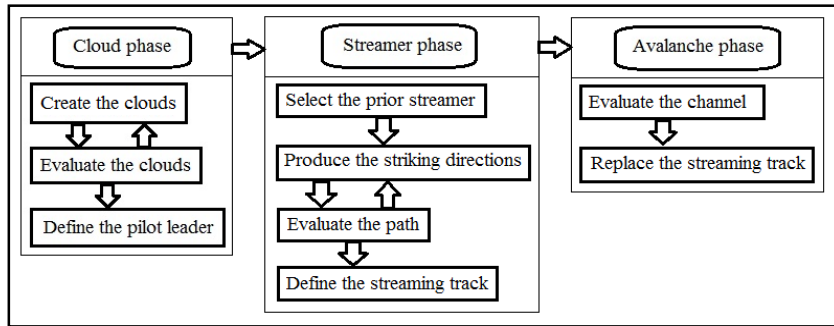 Cloud phase
Create the clouds
Evaluate the clouds
Define the pilot leader
Streamer phase
Select the prior streamer
Produce the striking directions
Evaluate the path
Define the streaming track
Avalanche phase
Evaluate the channel
Replace the streaming track